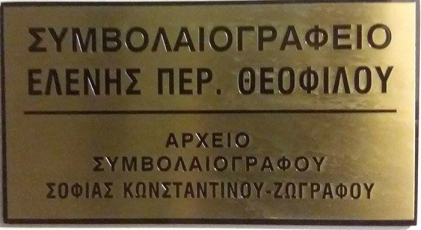 ΣΥΜΒΟΛΑΙΟΓΡΑΦΕΙΟ
ΕΛΕΝΗΣ ΠΕΡ. ΘΕΟΦΙΛΟΥ
ΑΡΧΕΙΟ
ΣΥΜΒΟΛΑΙΟΓΡΑΦΟΥ
ΣΟΦΙΑΣ ΚΩΝΣΤΑΝΤΙΝΟΥ-ΖΩΓΡΑΦΟΥ